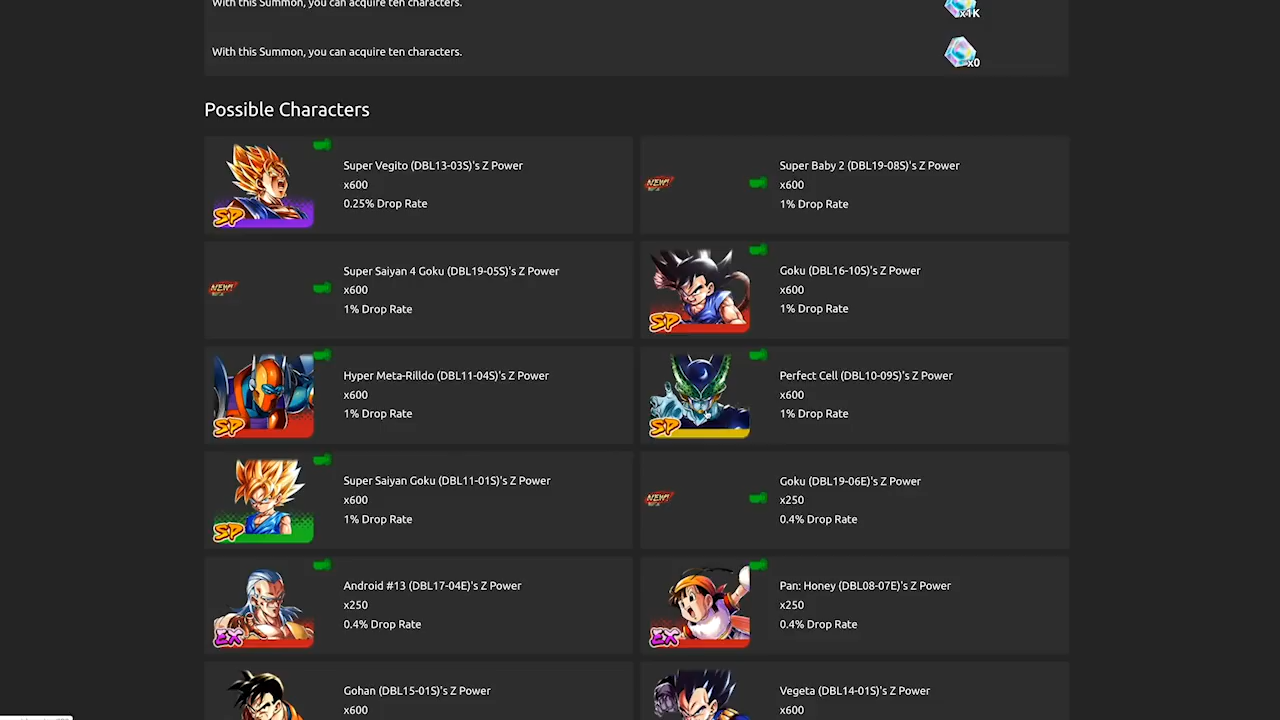 With this Summon, you can acquire ten characters.
x1K
With this Summon, you can acquire ten characters.
x0
Possible Characters
Super Vegito (DBL13-03S)'s Z Power
x600
0.25% Drop Rate
SP
NEW!
Super Baby 2 (DBL19-08S)'s Z Power
x600
1% Drop Rate
NEW!
Super Saiyan 4 Goku (DBL19-05S)'s Z Power
x600
1% Drop Rate
Goku (DBL16-10S)'s Z Power
x600
1% Drop Rate
SP
Hyper Meta-Rilldo (DBL11-04S)'s Z Power
x600
1% Drop Rate
SP
Perfect Cell (DBL10-09S)'s Z Power
x600
1% Drop Rate
SP
Super Saiyan Goku (DBL11-01S)'s Z Power
x600
1% Drop Rate
SP
NEW!
Goku (DBL19-06E)'s Z Power
x250
0.4% Drop Rate
Android #13 (DBL17-04E)'s Z Power
x250
0.4% Drop Rate
EX
Pan: Honey (DBL08-07E)'s Z Power
x250
0.4% Drop Rate
EX
Gohan (DBL15-01S)'s Z Power
x600
Vegeta (DBL14-01S)'s Z Power
x600